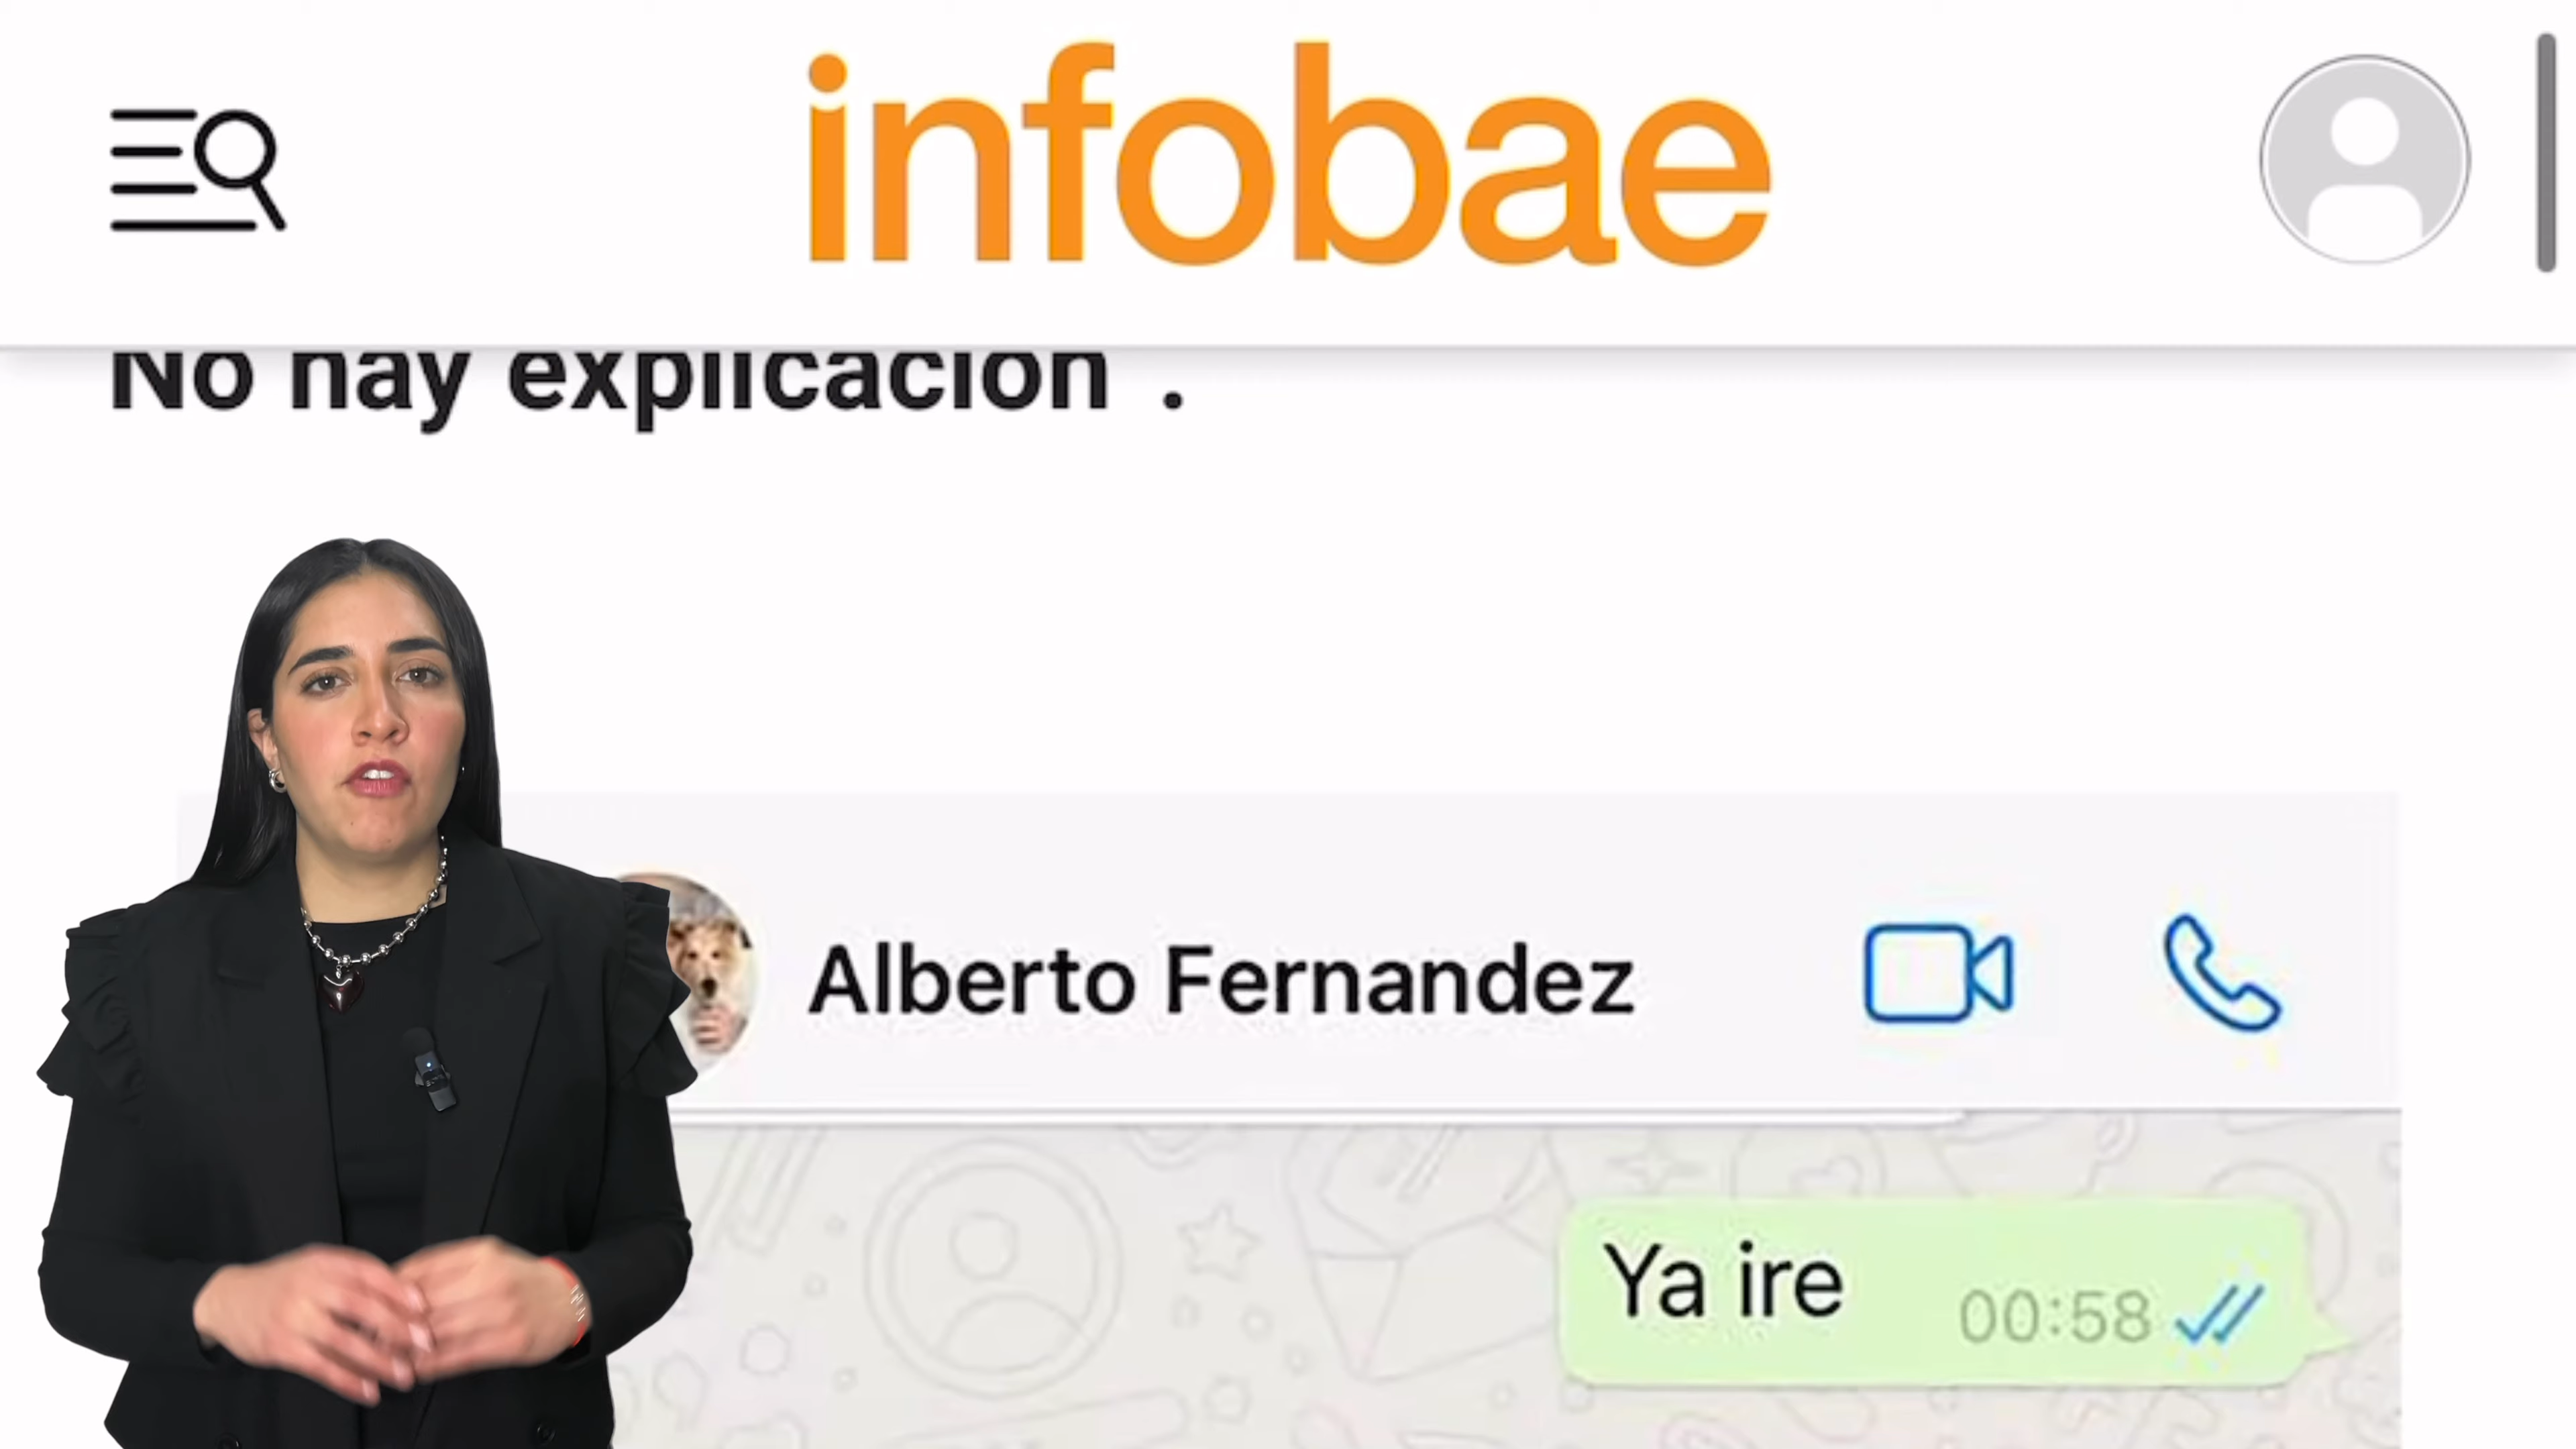 infobae
No hay explicación".
Alberto Fernandez
Ya ire
00:58